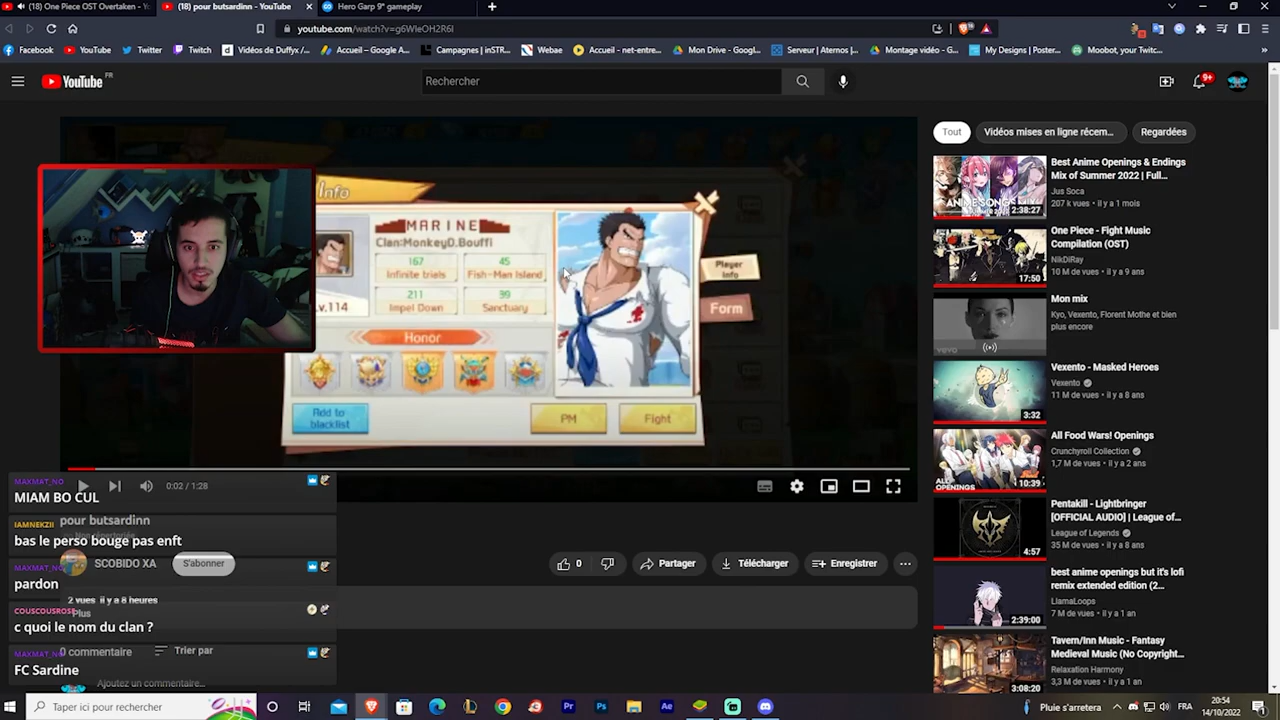 (18) One Piece OST Overtaken - Yo
(18) pour butsardinn - YouTube
Hero Garp 9* gameplay
youtube.com/watch?v=g6WIeOH2R6I
Facebook
YouTube
Twitter
Twitch
Vidéos de Duffyx /...
Accueil – Google A...
Campagnes | inSTR...
Webae
Accueil - net-entre...
Mon Drive - Googl...
Serveur | Aternos |...
Montage vidéo - G...
My Designs | Poster...
Moobot, your Twitc...
YouTube FR
Rechercher
9+
Info
MARINE
Clan:MonkeyD.Bouffi
167
Infinite trials
45
Fish-Man Island
Lv.114
211
Impel Down
39
Sanctuary
Honor
Add to
blacklist
PM
Fight
Player
Info
Form
0:02 / 1:28
MAXMAT_NO
MIAM BO CUL
pour butsardinn
IAMNEKZII
bas le perso bouge pas enft
SCOBIDO XA
S'abonner
MAXMAT_NO
pardon
0
Partager
Télécharger
Enregistrer
2 vues il y a 8 heures
Plus
COUSCOUSROSE
c quoi le nom du clan ?
0 commentaire
Trier par
MAXMAT_NO
FC Sardine
Ajoutez un commentaire...
Tout
Vidéos mises en ligne récem...
Regardées
Best Anime Openings & Endings
Mix of Summer 2022 | Full...
Jus Soca
207 k vues • il y a 1 mois
ANIME SONGS MIX
2:38:27
One Piece - Fight Music
Compilation (OST)
NikDiRay
10 M de vues • il y a 9 ans
17:50
Mon mix
Kyo, Vexento, Florent Mothe et bien
plus encore
vevo
Vexento - Masked Heroes
Vexento
11 M de vues • il y a 8 ans
3:32
All Food Wars! Openings
Crunchyroll Collection
1,7 M de vues • il y a 2 ans
ALL
OPENINGS
10:39
Pentakill - Lightbringer
[OFFICIAL AUDIO] | League of...
League of Legends
35 M de vues • il y a 8 ans
4:57
best anime openings but it's lofi
remix extended edition (2...
LlamaLoops
7 M de vues • il y a 1 an
2:39:00
Tavern/Inn Music - Fantasy
Medieval Music (No Copyright...
Relaxation Harmony
3,3 M de vues • il y a 1 an
3:08:20
Taper ici pour rechercher
Pluie s'arretera
FRA
20:54
14/10/2022